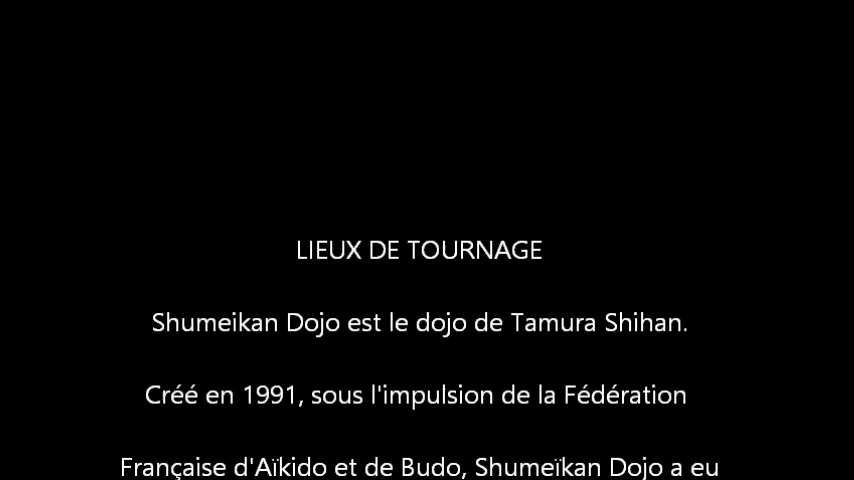 LIEUX DE TOURNAGE
Shumeikan Dojo est le dojo de Tamura Shihan.
Créé en 1991, sous l'impulsion de la Fédération
Française d'Aïkido et de Budo, Shumeïkan Dojo a eu